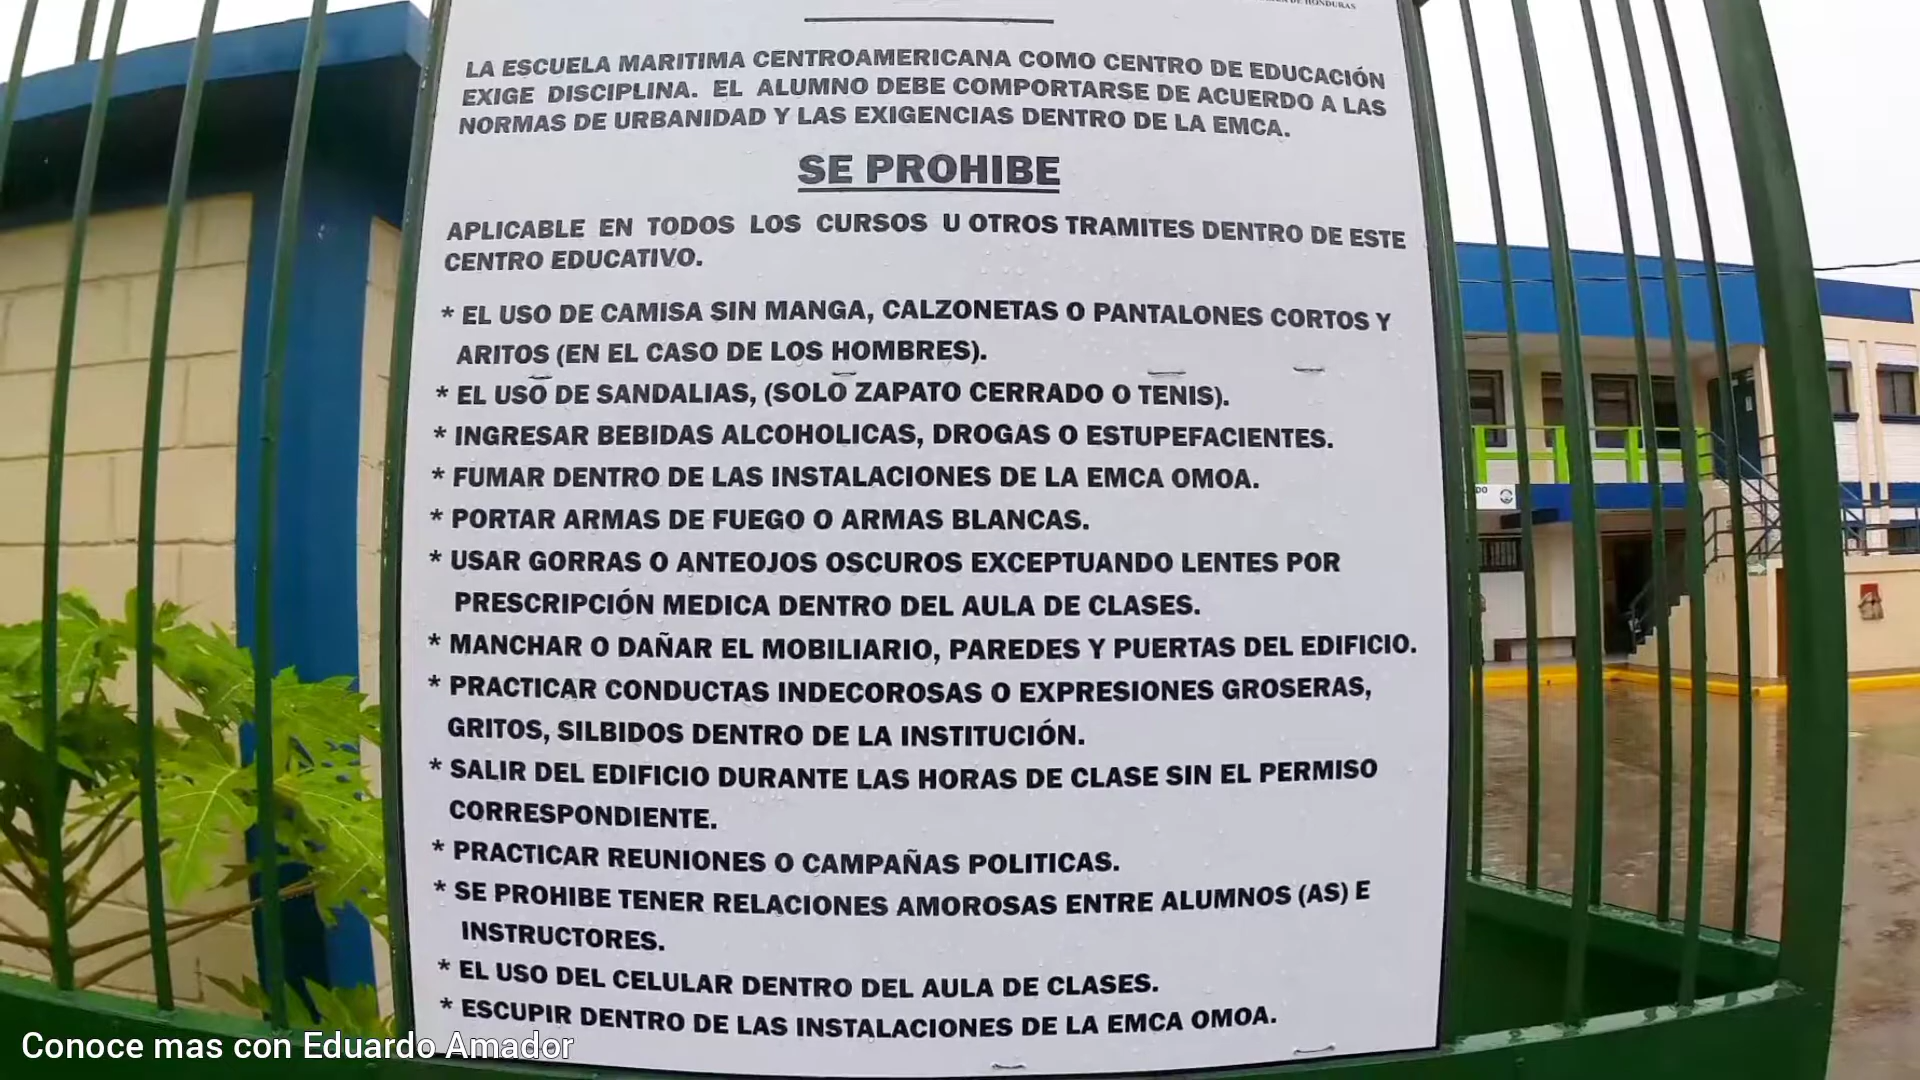 DE HONDURAS
LA ESCUELA MARITIMA CENTROAMERICANA COMO CENTRO DE EDUCACIÓN
EXIGE DISCIPLINA. EL ALUMNO DEBE COMPORTARSE DE ACUERDO A LAS
NORMAS DE URBANIDAD Y LAS EXIGENCIAS DENTRO DE LA EMCA.
SE PROHIBE
APLICABLE EN TODOS LOS CURSOS U OTROS TRAMITES DENTRO DE ESTE
CENTRO EDUCATIVO.
* EL USO DE CAMISA SIN MANGA, CALZONETAS O PANTALONES CORTOS Y
ARITOS (EN EL CASO DE LOS HOMBRES).
* EL USO DE SANDALIAS, (SOLO ZAPATO CERRADO O TENIS).
* INGRESAR BEBIDAS ALCOHOLICAS, DROGAS O ESTUPEFACIENTES.
* FUMAR DENTRO DE LAS INSTALACIONES DE LA EMCA OMOA.
* PORTAR ARMAS DE FUEGO O ARMAS BLANCAS.
* USAR GORRAS O ANTEOJOS OSCUROS EXCEPTUANDO LENTES POR
PRESCRIPCIÓN MEDICA DENTRO DEL AULA DE CLASES.
* MANCHAR O DAÑAR EL MOBILIARIO, PAREDES Y PUERTAS DEL EDIFICIO.
* PRACTICAR CONDUCTAS INDECOROSAS O EXPRESIONES GROSERAS,
GRITOS, SILBIDOS DENTRO DE LA INSTITUCIÓN.
* SALIR DEL EDIFICIO DURANTE LAS HORAS DE CLASE SIN EL PERMISO
CORRESPONDIENTE.
* PRACTICAR REUNIONES O CAMPAÑAS POLITICAS.
* SE PROHIBE TENER RELACIONES AMOROSAS ENTRE ALUMNOS (AS) E
INSTRUCTORES.
* EL USO DEL CELULAR DENTRO DEL AULA DE CLASES.
* ESCUPIR DENTRO DE LAS INSTALACIONES DE LA EMCA OMOA.
Conoce mas con Eduardo Amador